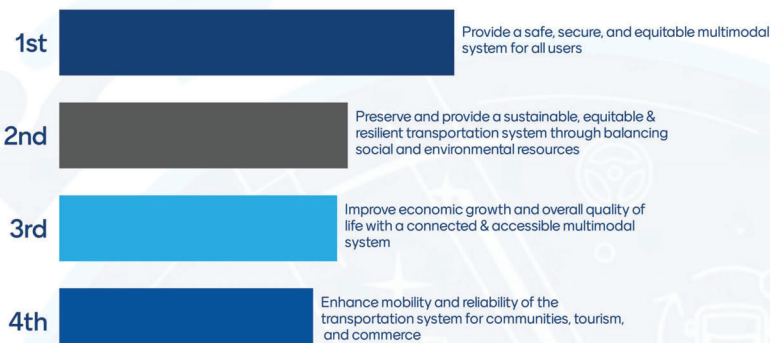 1st
Provide a safe, secure, and equitable multimodal
system for all users
2nd
Preserve and provide a sustainable, equitable &
resilient transportation system through balancing
social and environmental resources
3rd
Improve economic growth and overall quality of
life with a connected & accessible multimodal
system
4th
Enhance mobility and reliability of the
transportation system for communities, tourism,
and commerce